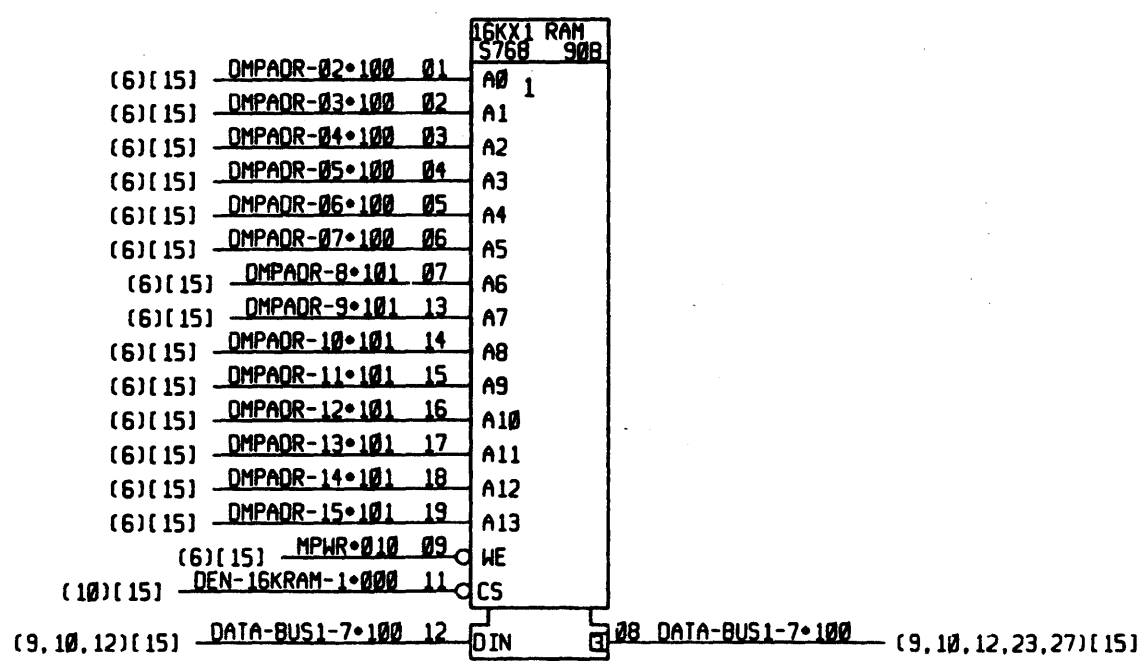 16KX1 RAM
S768 90B
(6)[15] DMPADR-02•100 01 A0 1
(6)[15] DMPADR-03•100 02 A1
(6)[15] DMPADR-04•100 03 A2
(6)[15] DMPADR-05•100 04 A3
(6)[15] DMPADR-06•100 05 A4
(6)[15] DMPADR-07•100 06 A5
(6)[15] DMPADR-8•101 07 A6
(6)[15] DMPADR-9•101 13 A7
(6)[15] DMPADR-10•101 14 A8
(6)[15] DMPADR-11•101 15 A9
(6)[15] DMPADR-12•101 16 A10
(6)[15] DMPADR-13•101 17 A11
(6)[15] DMPADR-14•101 18 A12
(6)[15] DMPADR-15•101 19 A13
(6)[15] MPWR•010 09 WE
(10)[15] DEN-16KRAM-1•000 11 CS
(9,10,12)[15] DATA-BUS1-7•100 12 DIN 3 08 DATA-BUS1-7•100 (9,10,12,23,27)[15]